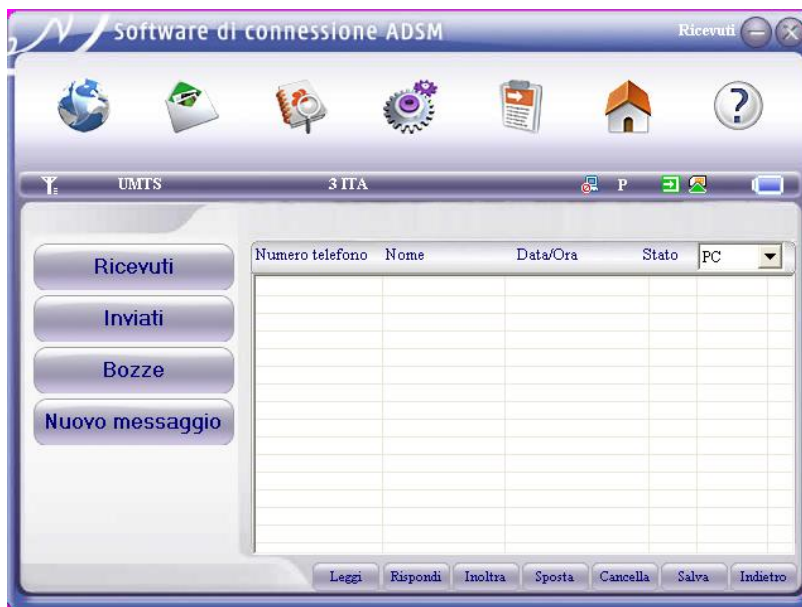 Software di connessione ADSM
Ricevuti
UMTS 3 ITA P
Numero telefono Nome Data/Ora Stato PC
Ricevuti
Inviati
Bozze
Nuovo messaggio
Leggi Rispondi Inoltra Sposta Cancella Salva Indietro